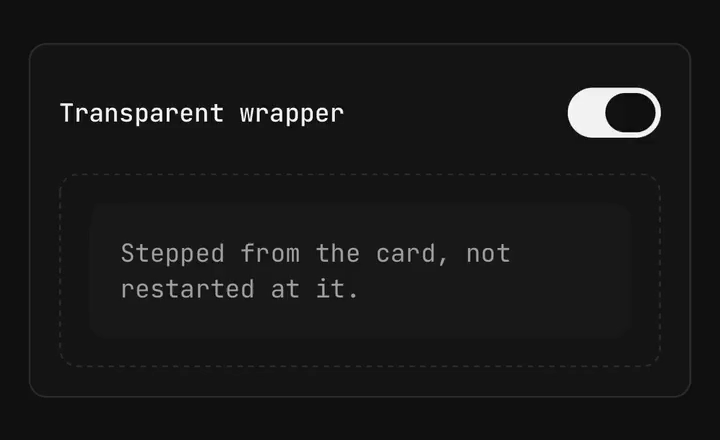 Transparent wrapper
Stepped from the card, not
restarted at it.